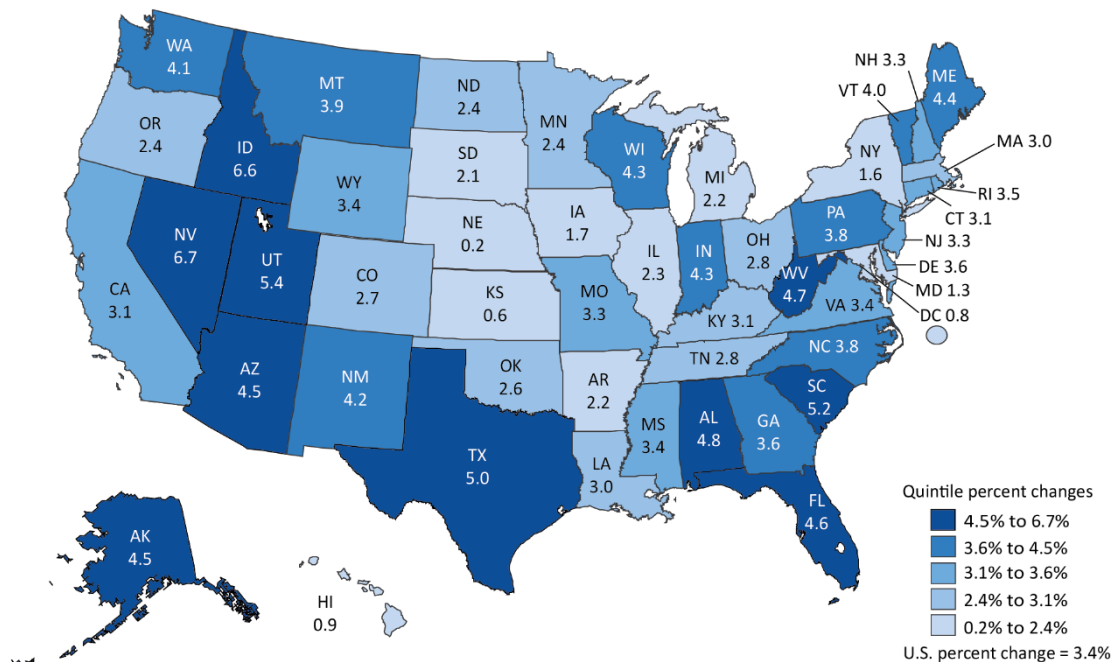 WA
4.1
MT
3.9
ND
2.4
MN
2.4
OR
2.4
ID
6.6
SD
2.1
WI
4.3
MI
2.2
NH 3.3
VT 4.0
ME
4.4
NY
1.6
MA 3.0
RI 3.5
CT 3.1
NJ 3.3
DE 3.6
MD 1.3
DC 0.8
WY
3.4
NE
0.2
IA
1.7
PA
3.8
NV
6.7
UT
5.4
CO
2.7
KS
0.6
MO
3.3
IL
2.3
IN
4.3
OH
2.8
WV
4.7
VA 3.4
CA
3.1
KY 3.1
TN 2.8
NC 3.8
AZ
4.5
NM
4.2
OK
2.6
AR
2.2
MS
3.4
AL
4.8
GA
3.6
SC
5.2
TX
5.0
LA
3.0
FL
4.6
AK
4.5
HI
0.9
Quintile percent changes
4.5% to 6.7%
3.6% to 4.5%
3.1% to 3.6%
2.4% to 3.1%
0.2% to 2.4%
U.S. percent change = 3.4%